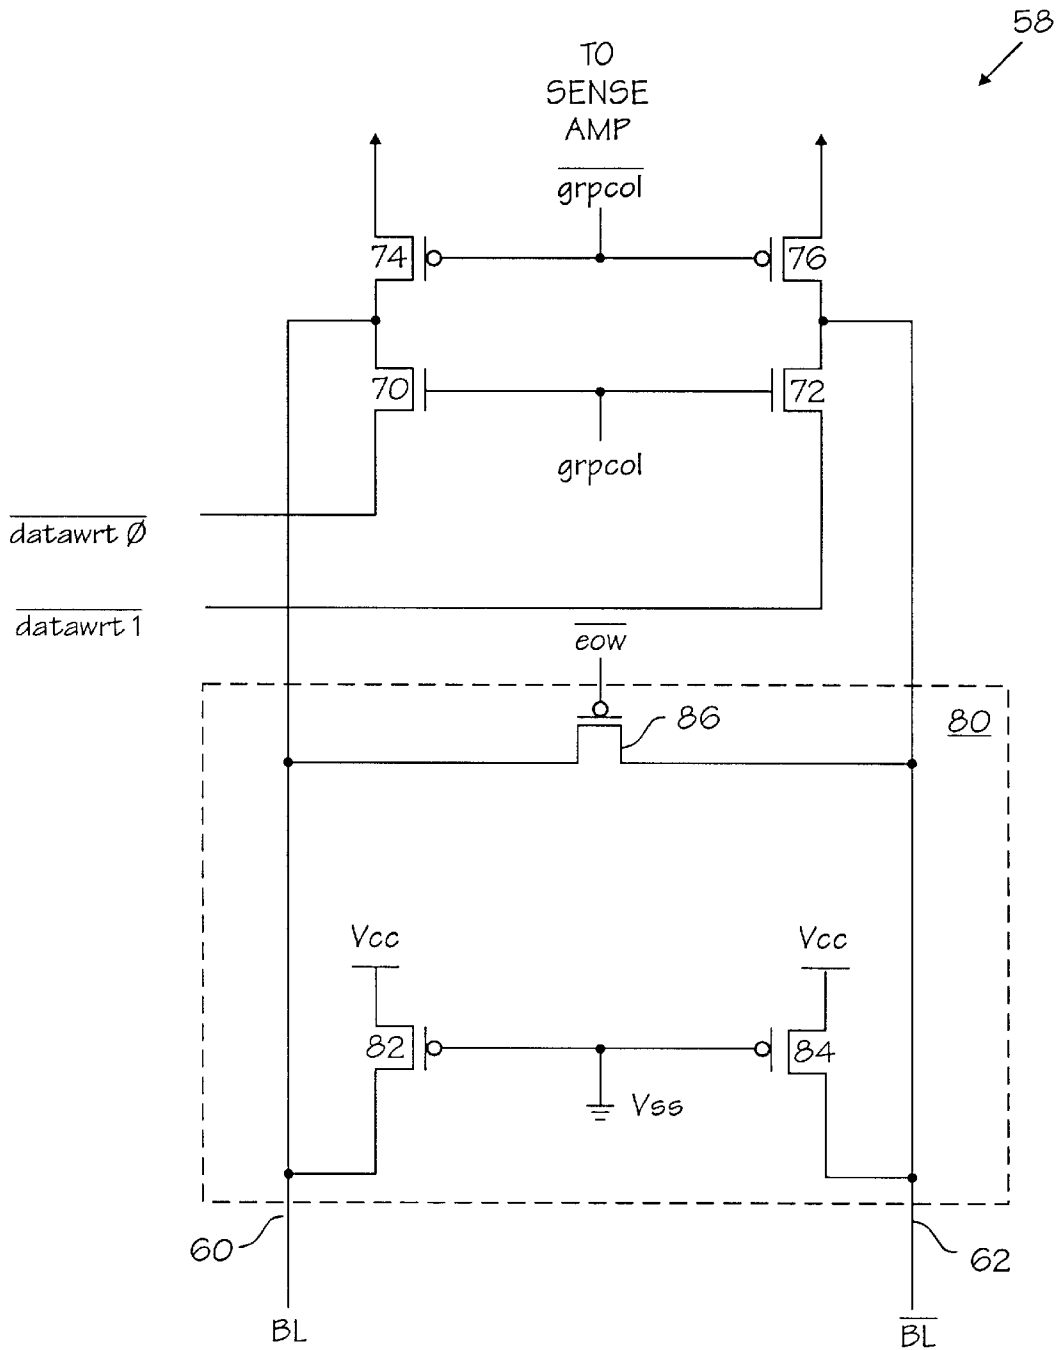 58
TO
SENSE
AMP
grpcol
74
76
70
72
grpcol
datawrt Ø
datawrt 1
eow
86
80
Vcc
Vcc
82
84
Vss
60
62
BL
BL